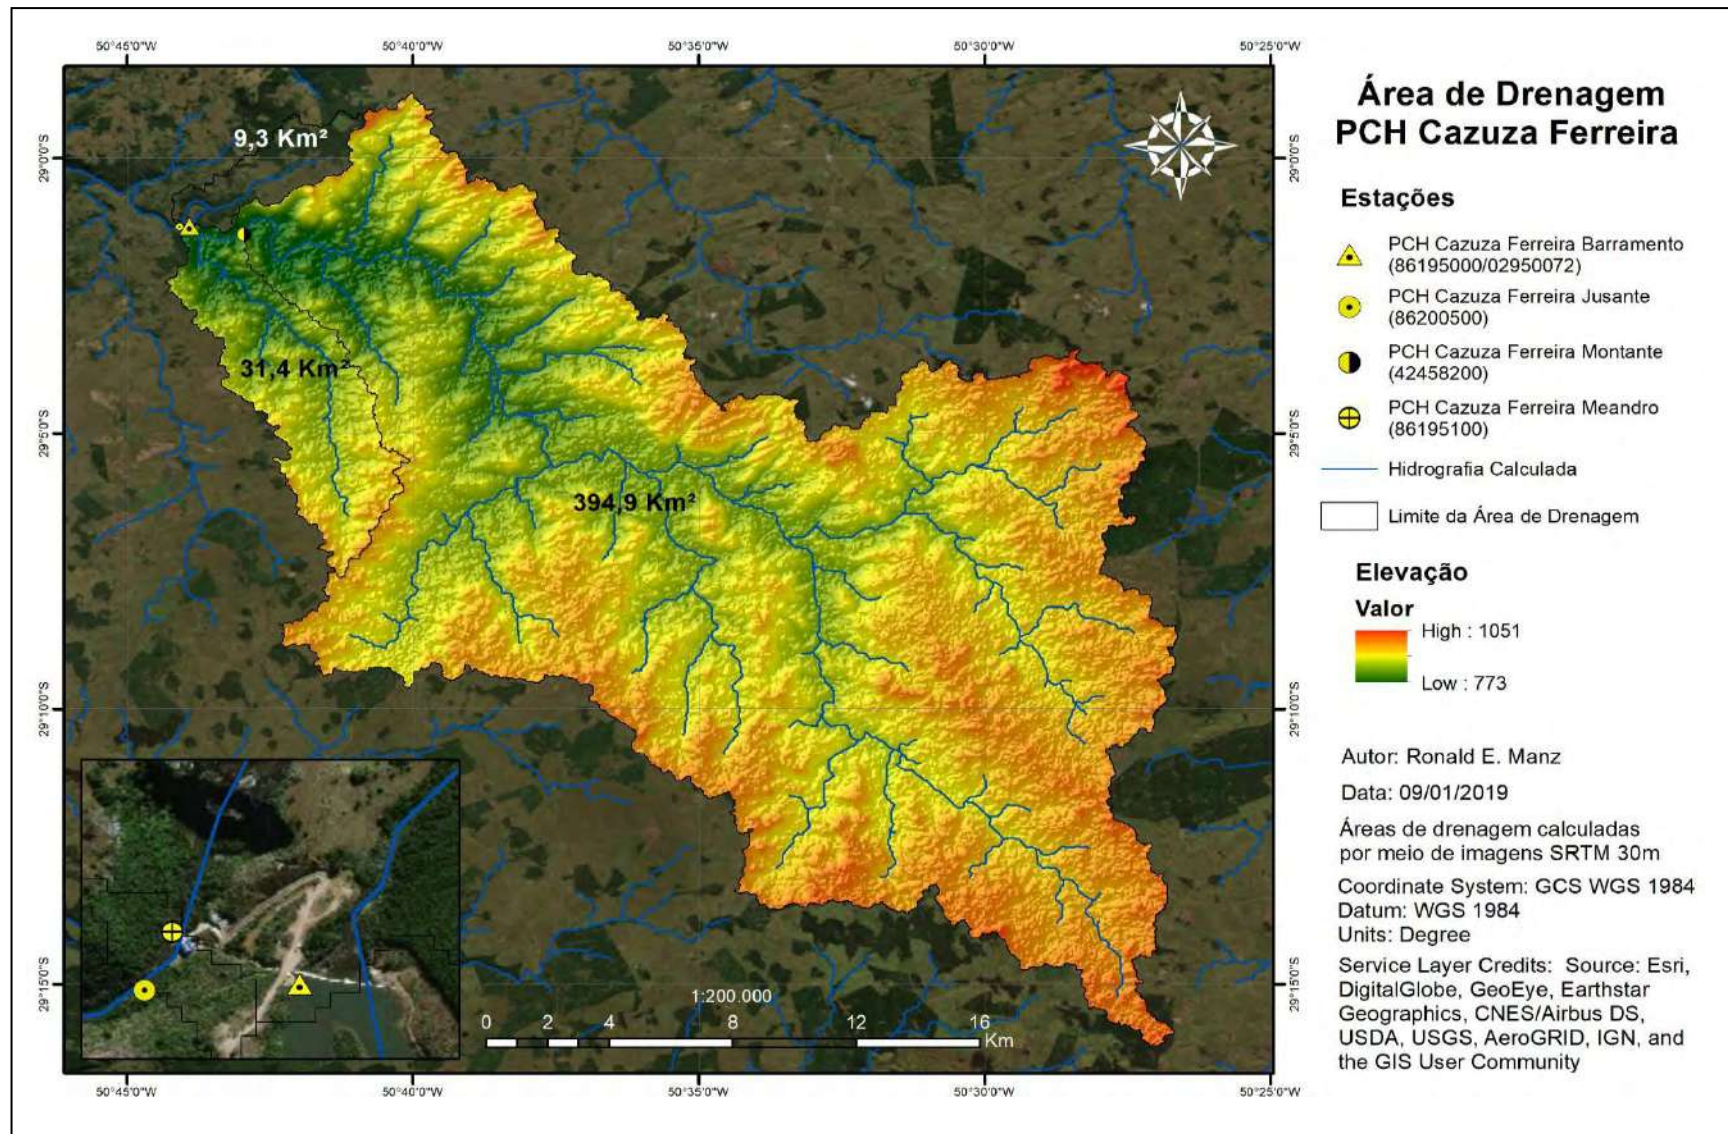 50°45'0"W
50°40'0"W
50°35'0"W
50°30'0"W
50°25'0"W
29°0'0"S
29°5'0"S
29°10'0"S
29°15'0"S
9,3 Km²
31,4 Km²
394,9 Km²
1:200.000
0 2 4 8 12 16
Km
29°0'0"S
29°5'0"S
29°10'0"S
29°15'0"S
50°45'0"W
50°40'0"W
50°35'0"W
50°30'0"W
50°25'0"W
Área de Drenagem
PCH Cazuza Ferreira
Estações
PCH Cazuza Ferreira Barramento
(86195000/02950072)
PCH Cazuza Ferreira Jusante
(86200500)
PCH Cazuza Ferreira Montante
(42458200)
PCH Cazuza Ferreira Meandro
(86195100)
Hidrografia Calculada
Limite da Área de Drenagem
Elevação
Valor
High : 1051
Low : 773
Autor: Ronald E. Manz
Data: 09/01/2019
Áreas de drenagem calculadas
por meio de imagens SRTM 30m
Coordinate System: GCS WGS 1984
Datum: WGS 1984
Units: Degree
Service Layer Credits: Source: Esri,
DigitalGlobe, GeoEye, Earthstar
Geographics, CNES/Airbus DS,
USDA, USGS, AeroGRID, IGN, and
the GIS User Community